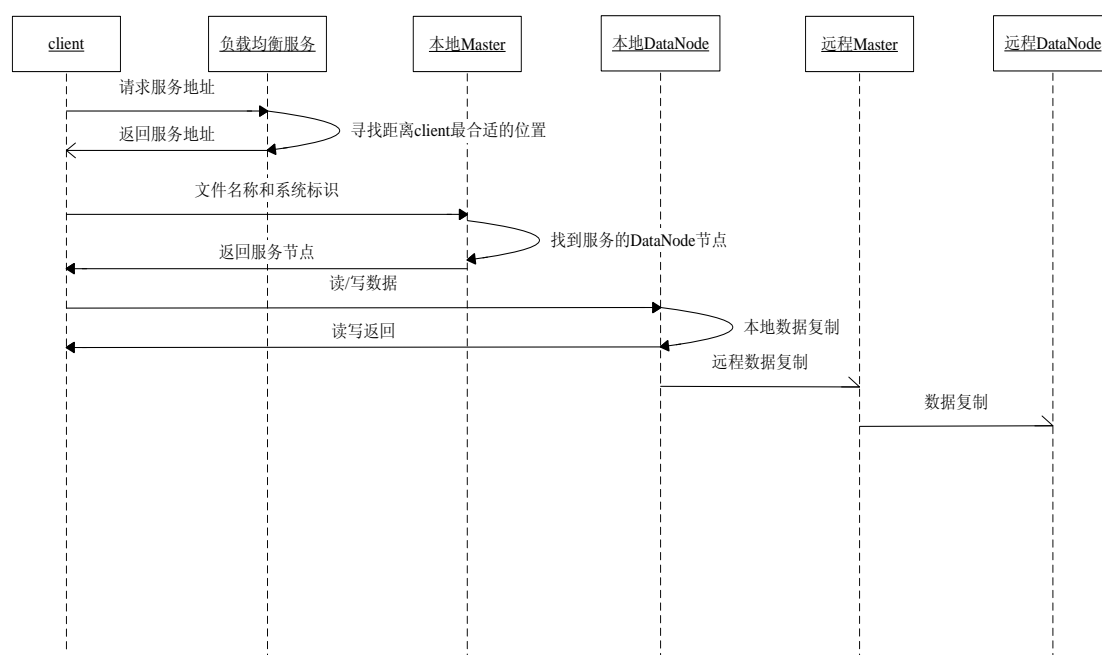 client
负载均衡服务
本地Master
本地DataNode
远程Master
远程DataNode
请求服务地址
寻找距离client最合适的位置
返回服务地址
文件名称和系统标识
找到服务的DataNode节点
返回服务节点
读/写数据
本地数据复制
读写返回
远程数据复制
数据复制